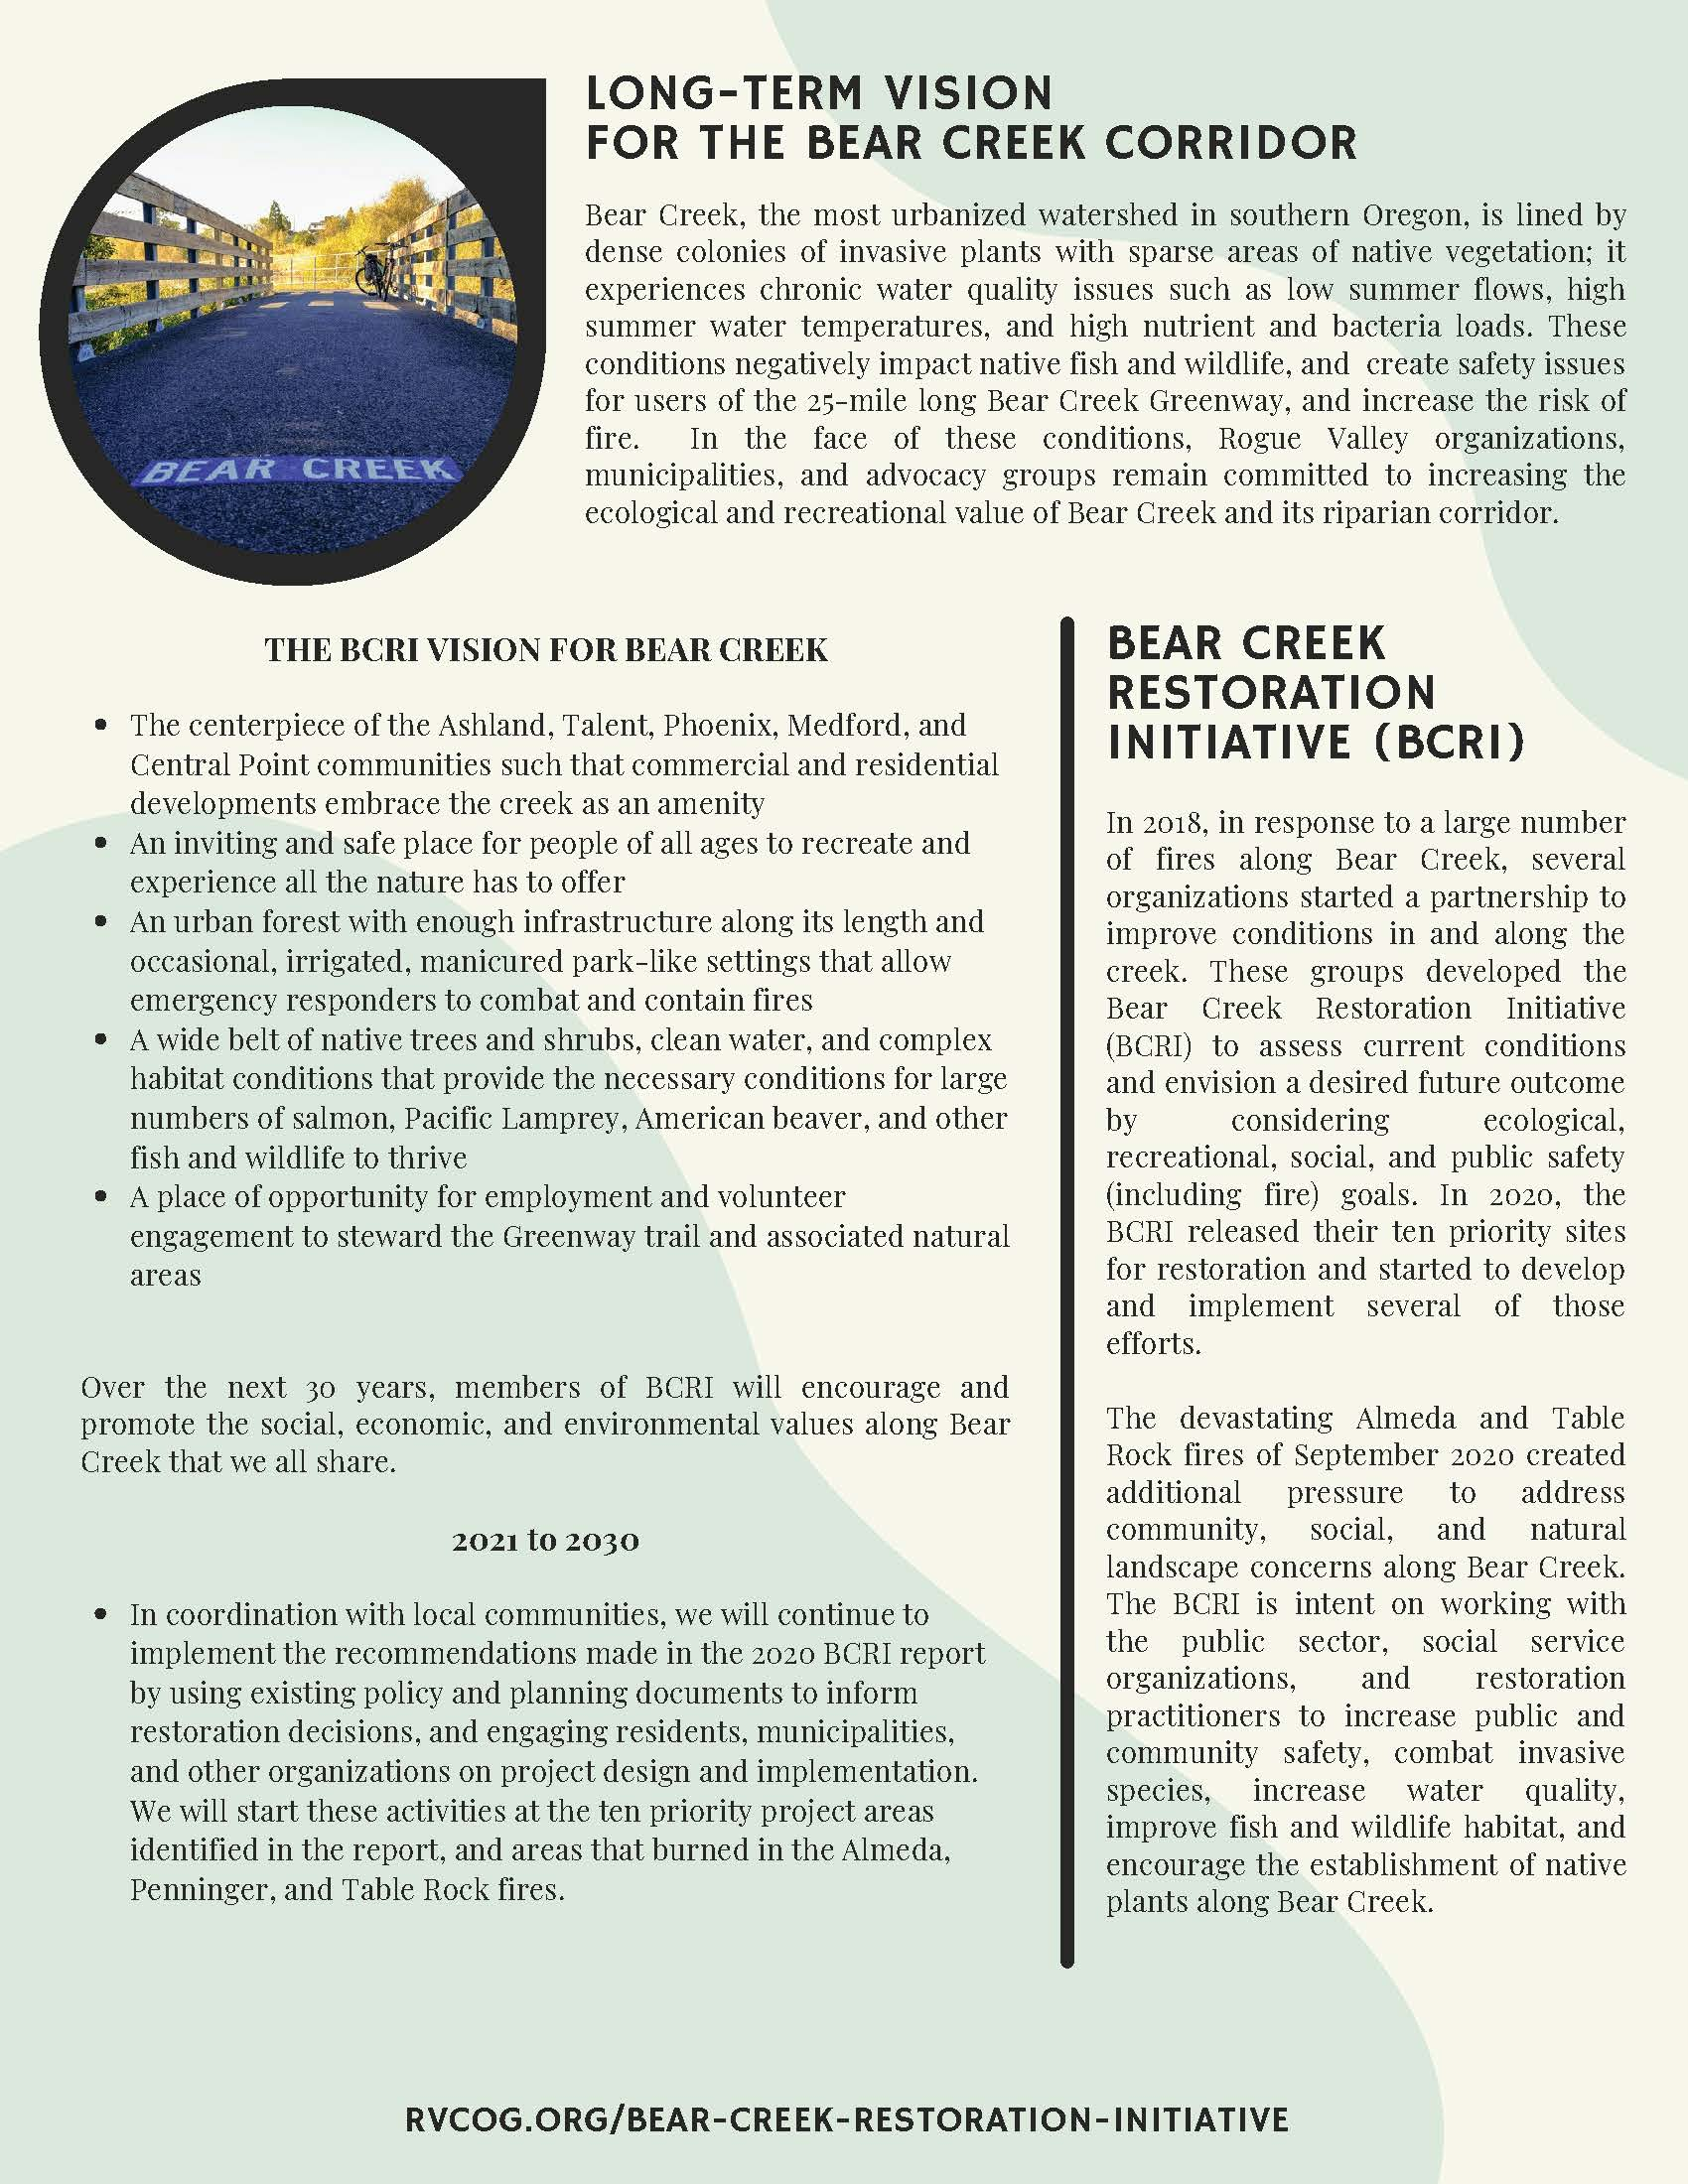 BEAR CREEK
LONG-TERM VISION
FOR THE BEAR CREEK CORRIDOR
Bear Creek, the most urbanized watershed in southern Oregon, is lined by
dense colonies of invasive plants with sparse areas of native vegetation; it
experiences chronic water quality issues such as low summer flows, high
summer water temperatures, and high nutrient and bacteria loads. These
conditions negatively impact native fish and wildlife, and create safety issues
for users of the 25-mile long Bear Creek Greenway, and increase the risk of
fire. In the face of these conditions, Rogue Valley organizations,
municipalities, and advocacy groups remain committed to increasing the
ecological and recreational value of Bear Creek and its riparian corridor.
THE BCRI VISION FOR BEAR CREEK
• The centerpiece of the Ashland, Talent, Phoenix, Medford, and
Central Point communities such that commercial and residential
developments embrace the creek as an amenity
• An inviting and safe place for people of all ages to recreate and
experience all the nature has to offer
• An urban forest with enough infrastructure along its length and
occasional, irrigated, manicured park-like settings that allow
emergency responders to combat and contain fires
• A wide belt of native trees and shrubs, clean water, and complex
habitat conditions that provide the necessary conditions for large
numbers of salmon, Pacific Lamprey, American beaver, and other
fish and wildlife to thrive
• A place of opportunity for employment and volunteer
engagement to steward the Greenway trail and associated natural
areas
Over the next 30 years, members of BCRI will encourage and
promote the social, economic, and environmental values along Bear
Creek that we all share.
2021 to 2030
• In coordination with local communities, we will continue to
implement the recommendations made in the 2020 BCRI report
by using existing policy and planning documents to inform
restoration decisions, and engaging residents, municipalities,
and other organizations on project design and implementation.
We will start these activities at the ten priority project areas
identified in the report, and areas that burned in the Almeda,
Penninger, and Table Rock fires.
BEAR CREEK
RESTORATION
INITIATIVE (BCRI)
In 2018, in response to a large number
of fires along Bear Creek, several
organizations started a partnership to
improve conditions in and along the
creek. These groups developed the
Bear Creek Restoration Initiative
(BCRI) to assess current conditions
and envision a desired future outcome
by considering ecological,
recreational, social, and public safety
(including fire) goals. In 2020, the
BCRI released their ten priority sites
for restoration and started to develop
and implement several of those
efforts.
The devastating Almeda and Table
Rock fires of September 2020 created
additional pressure to address
community, social, and natural
landscape concerns along Bear Creek.
The BCRI is intent on working with
the public sector, social service
organizations, and restoration
practitioners to increase public and
community safety, combat invasive
species, increase water quality,
improve fish and wildlife habitat, and
encourage the establishment of native
plants along Bear Creek.
RVCOG.ORG/BEAR-CREEK-RESTORATION-INITIATIVE